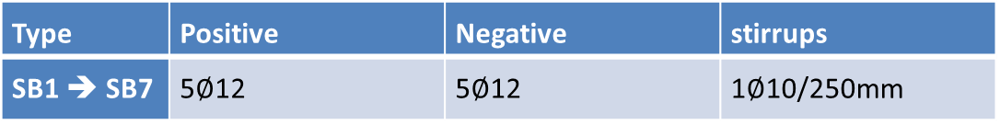 Type Positive Negative stirrups
SB1 ➔ SB7 5Ø12 5Ø12 1Ø10/250mm